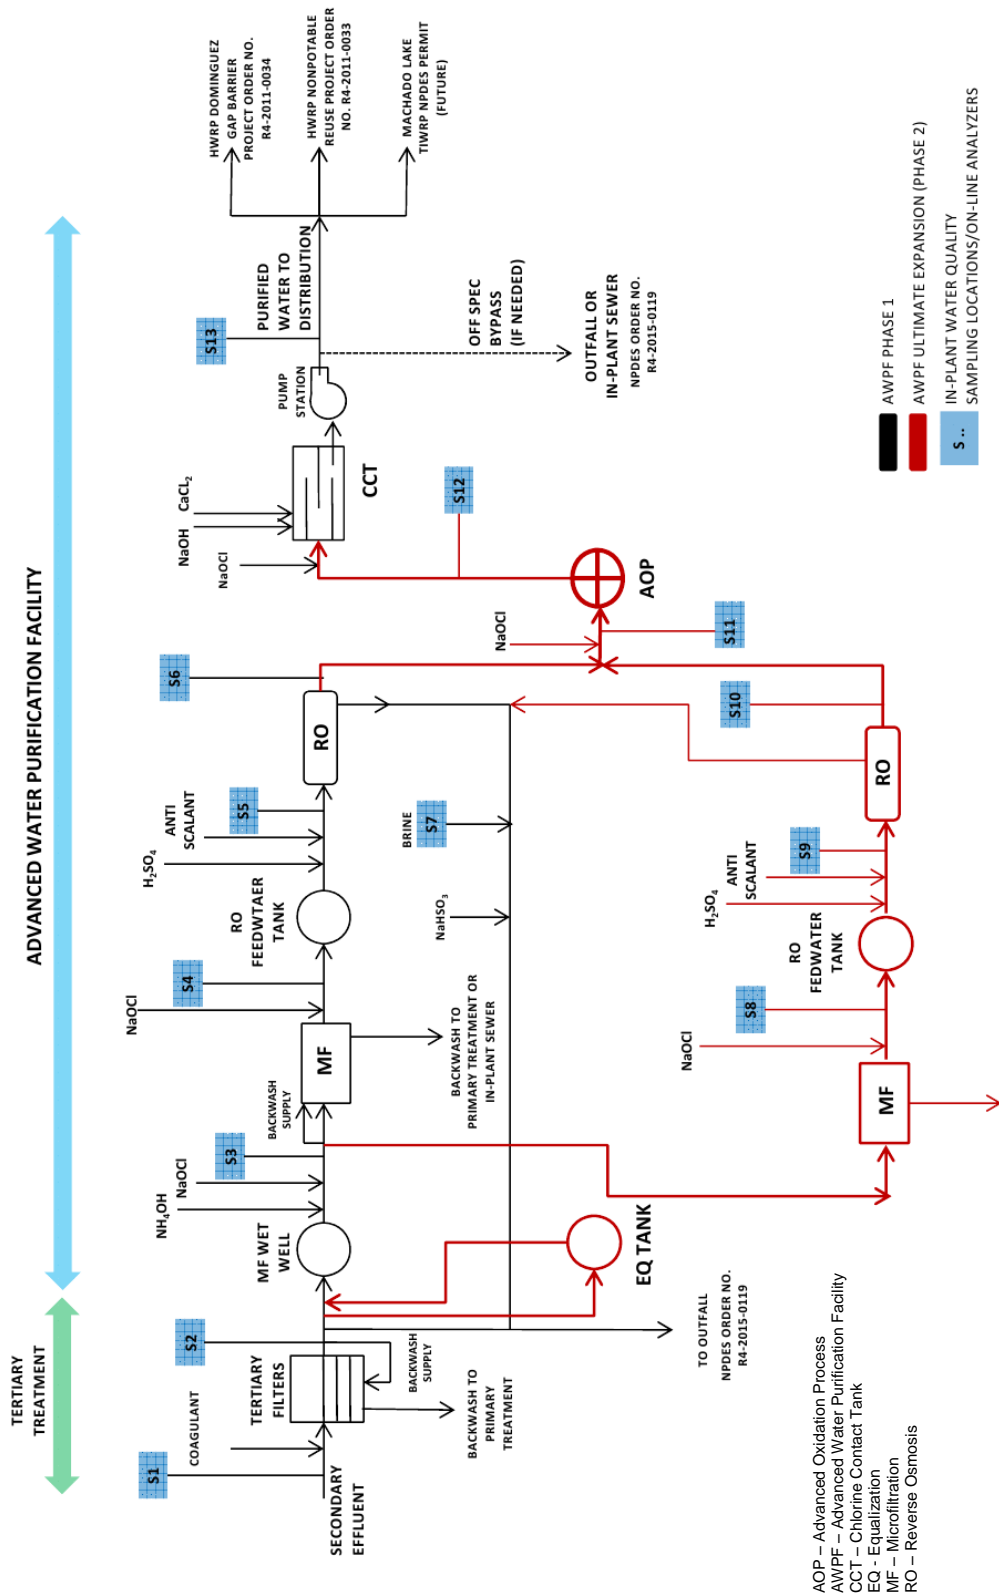 ADVANCED WATER PURIFICATION FACILITY
TERTIARY
TREATMENT
S1
COAGULANT
SECONDARY
EFFLUENT
TERTIARY
FILTERS
S2
BACKWASH
SUPPLY
BACKWASH TO
PRIMARY
TREATMENT
TO OUTFALL
NPDES ORDER NO.
R4-2015-0119
MF WET
WELL
EQ TANK
NH4OH
NaOCl
S3
BACKWASH
SUPPLY
MF
BACKWASH TO
PRIMARY TREATMENT OR
IN-PLANT SEWER
NaOCl
S4
RO
FEEDWTAER
TANK
H2SO4
ANTI
SCALANT
S5
RO
S6
NaHSO3
BRINE
S7
MF
NaOCl
S8
RO
FEDWATER
TANK
H2SO4
ANTI
SCALANT
S9
RO
S10
S11
NaOCl
AOP
S12
NaOCl
NaOH
CaCL2
CCT
PUMP
STATION
S13
PURIFIED
WATER TO
DISTRIBUTION
OFF SPEC
BYPASS
(IF NEEDED)
OUTFALL OR
IN-PLANT SEWER
NPDES ORDER NO.
R4-2015-0119
HWRP DOMINGUEZ
GAP BARRIER
PROJECT ORDER NO.
R4-2011-0034
HWRP NONPOTABLE
REUSE PROJECT ORDER
NO. R4-2011-0033
MACHADO LAKE
TIWRP NPDES PERMIT
(FUTURE)
AWPF PHASE 1
AWPF ULTIMATE EXPANSION (PHASE 2)
S ..
IN-PLANT WATER QUALITY
SAMPLING LOCATIONS/ON-LINE ANALYZERS
AOP – Advanced Oxidation Process
AWPF – Advanced Water Purification Facility
CCT – Chlorine Contact Tank
EQ - Equalization
MF – Microfiltration
RO – Reverse Osmosis